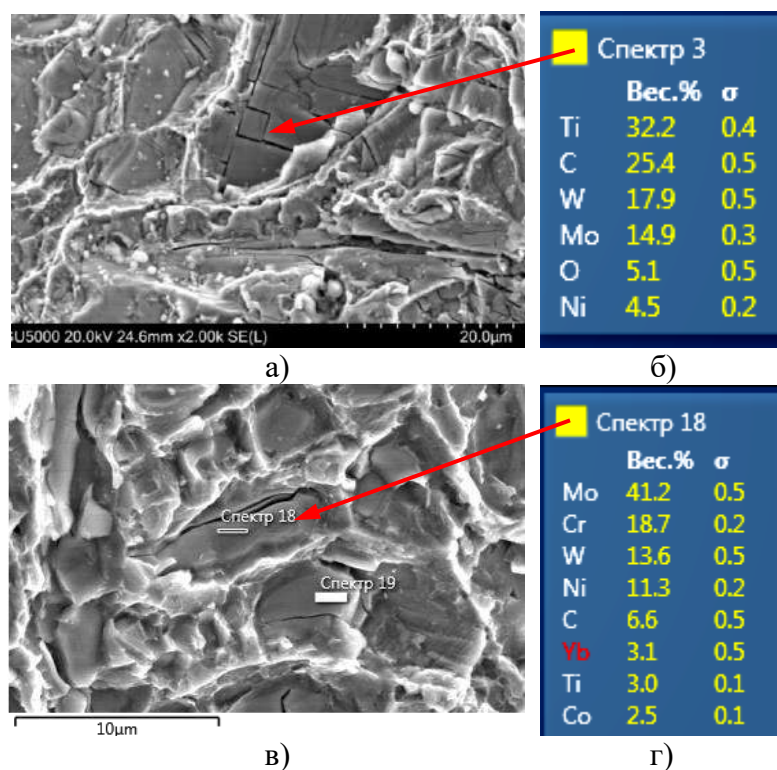 Спектр 3
Вес.% σ
Ti 32.2 0.4
C 25.4 0.5
W 17.9 0.5
Mo 14.9 0.3
O 5.1 0.5
Ni 4.5 0.2
SU5000 20.0kV 24.6mm x2.00k SE(L) 20.0µm
а) б)
Спектр 18
Вес.% σ
Mo 41.2 0.5
Cr 18.7 0.2
W 13.6 0.5
Ni 11.3 0.2
C 6.6 0.5
Yb 3.1 0.5
Ti 3.0 0.1
Co 2.5 0.1
Спектр 18
Спектр 19
10µm
в) г)